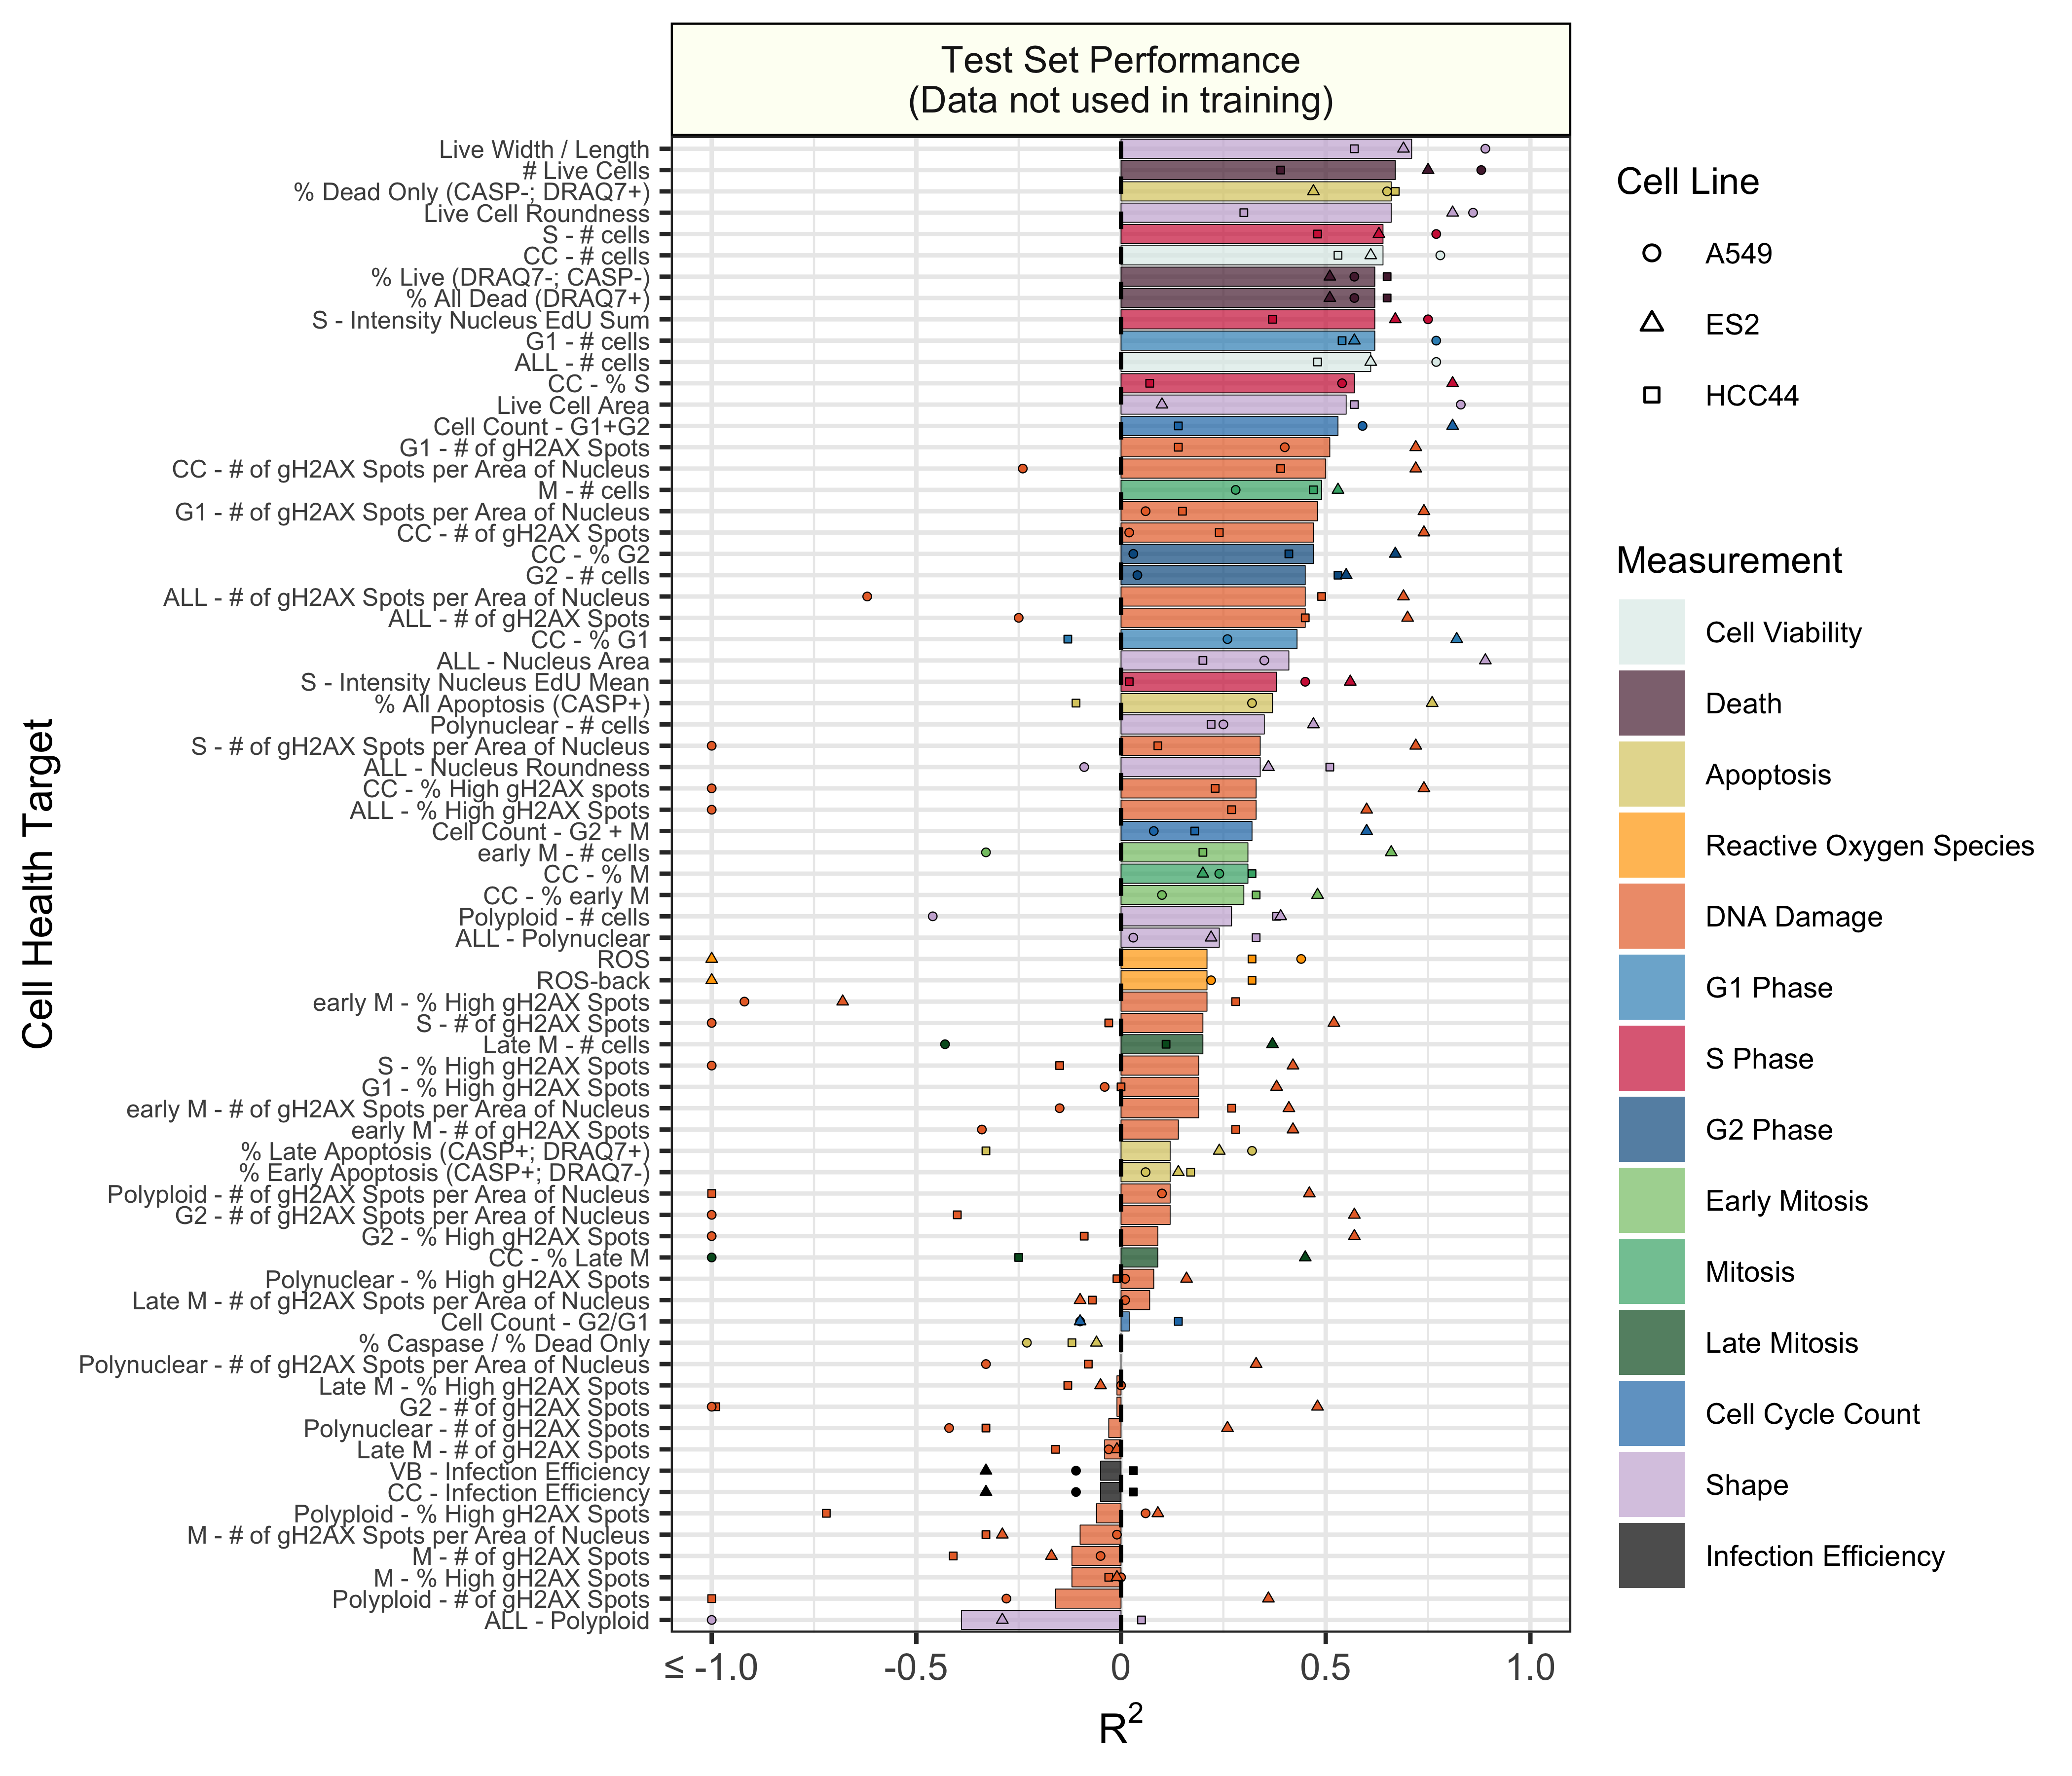 Test Set Performance
(Data not used in training)
Cell Health Target
Live Width / Length
# Live Cells
% Dead Only (CASP-; DRAQ7+)
Live Cell Roundness
S - # cells
CC - # cells
% Live (DRAQ7-; CASP-)
% All Dead (DRAQ7+)
S - Intensity Nucleus EdU Sum
G1 - # cells
ALL - # cells
CC - % S
Live Cell Area
Cell Count - G1+G2
G1 - # of gH2AX Spots
CC - # of gH2AX Spots per Area of Nucleus
M - # cells
G1 - # of gH2AX Spots per Area of Nucleus
CC - # of gH2AX Spots
CC - % G2
G2 - # cells
ALL - # of gH2AX Spots per Area of Nucleus
ALL - # of gH2AX Spots
CC - % G1
ALL - Nucleus Area
S - Intensity Nucleus EdU Mean
% All Apoptosis (CASP+)
Polynuclear - # cells
S - # of gH2AX Spots per Area of Nucleus
ALL - Nucleus Roundness
CC - % High gH2AX spots
ALL - % High gH2AX Spots
Cell Count - G2 + M
early M - # cells
CC - % M
CC - % early M
Polyploid - # cells
ALL - Polynuclear
ROS
ROS-back
early M - % High gH2AX Spots
S - # of gH2AX Spots
Late M - # cells
S - % High gH2AX Spots
G1 - % High gH2AX Spots
early M - # of gH2AX Spots per Area of Nucleus
early M - # of gH2AX Spots
% Late Apoptosis (CASP+; DRAQ7+)
% Early Apoptosis (CASP+; DRAQ7-)
Polyploid - # of gH2AX Spots per Area of Nucleus
G2 - # of gH2AX Spots per Area of Nucleus
G2 - % High gH2AX Spots
CC - % Late M
Polynuclear - % High gH2AX Spots
Late M - # of gH2AX Spots per Area of Nucleus
Cell Count - G2/G1
% Caspase / % Dead Only
Polynuclear - # of gH2AX Spots per Area of Nucleus
Late M - % High gH2AX Spots
G2 - # of gH2AX Spots
Polynuclear - # of gH2AX Spots
Late M - # of gH2AX Spots
VB - Infection Efficiency
CC - Infection Efficiency
Polyploid - % High gH2AX Spots
M - # of gH2AX Spots per Area of Nucleus
M - # of gH2AX Spots
M - % High gH2AX Spots
Polyploid - # of gH2AX Spots
ALL - Polyploid
≤ -1.0 -0.5 0 0.5 1.0
R²
Cell Line
A549
ES2
HCC44
Measurement
Cell Viability
Death
Apoptosis
Reactive Oxygen Species
DNA Damage
G1 Phase
S Phase
G2 Phase
Early Mitosis
Mitosis
Late Mitosis
Cell Cycle Count
Shape
Infection Efficiency